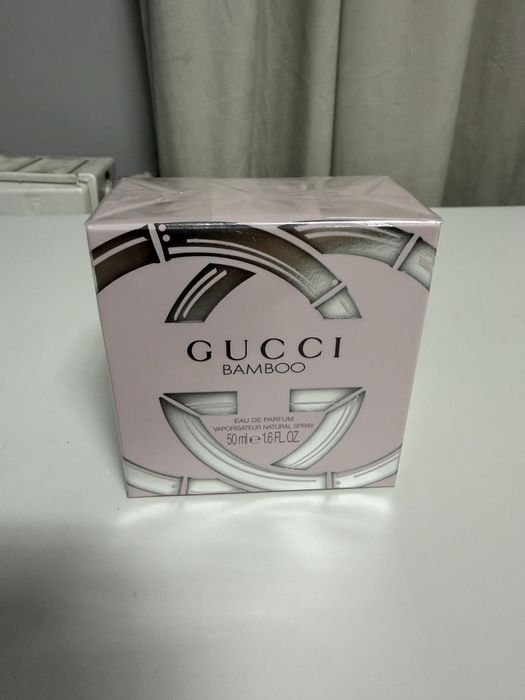 GUCCI
BAMBOO
EAU DE PARFUM
VAPORISATEUR NATURAL SPRAY
50 ml ℮ 1.6 FL.OZ.